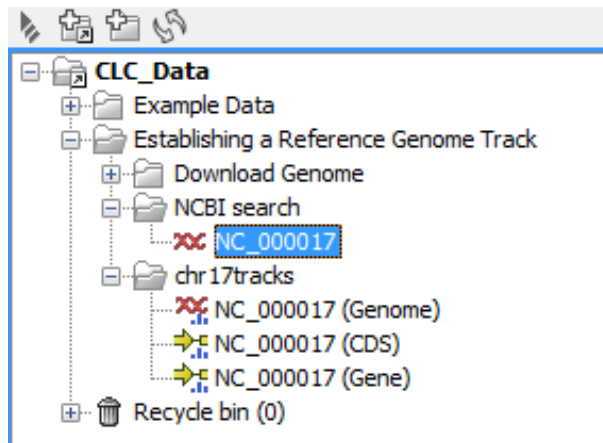 CLC_Data
Example Data
Establishing a Reference Genome Track
Download Genome
NCBI search
NC_000017
chr17tracks
NC_000017 (Genome)
NC_000017 (CDS)
NC_000017 (Gene)
Recycle bin (0)